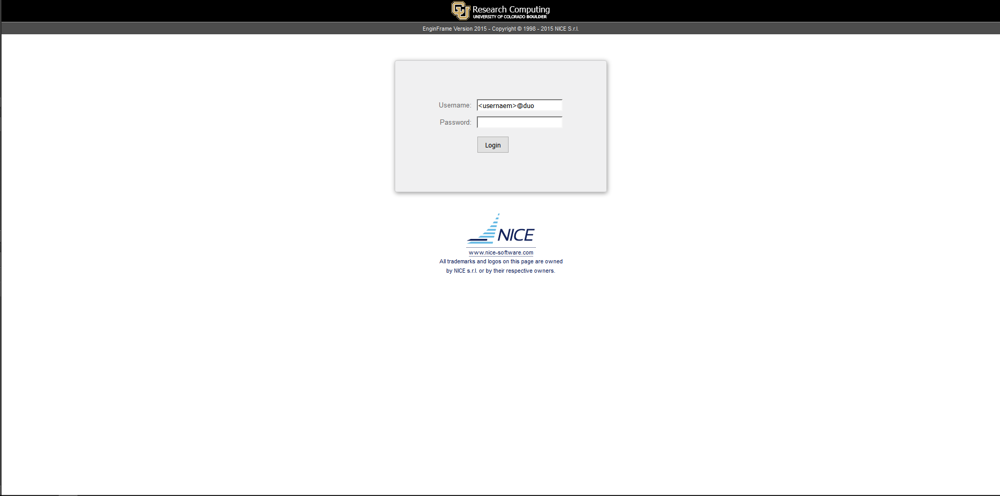 Research Computing
UNIVERSITY OF COLORADO BOULDER
EnginFrame Version 2015 - Copyright © 1998 - 2015 NICE S.r.l.
Username: <usernaem>@duo
Password:
Login
NICE
www.nice-software.com
All trademarks and logos on this page are owned
by NICE s.r.l. or by their respective owners.